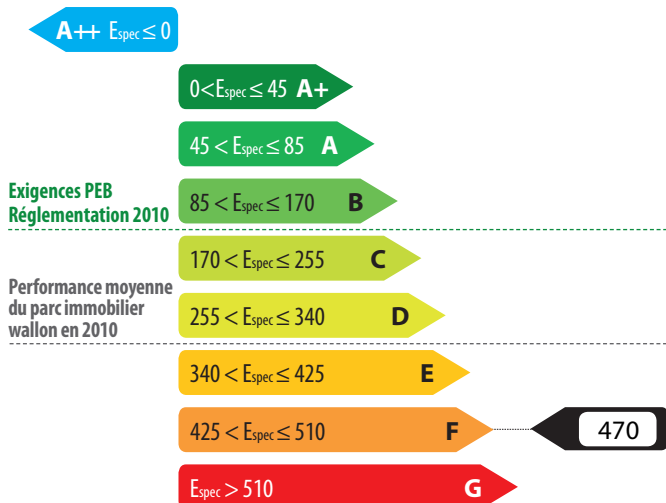 A++ Espec ≤ 0
0<Espec ≤ 45 A+
45 < Espec ≤ 85 A
Exigences PEB
Réglementation 2010
85 < Espec ≤ 170 B
170 < Espec ≤ 255 C
Performance moyenne
du parc immobilier
wallon en 2010
255 < Espec ≤ 340 D
340 < Espec ≤ 425 E
425 < Espec ≤ 510 F 470
Espec > 510 G